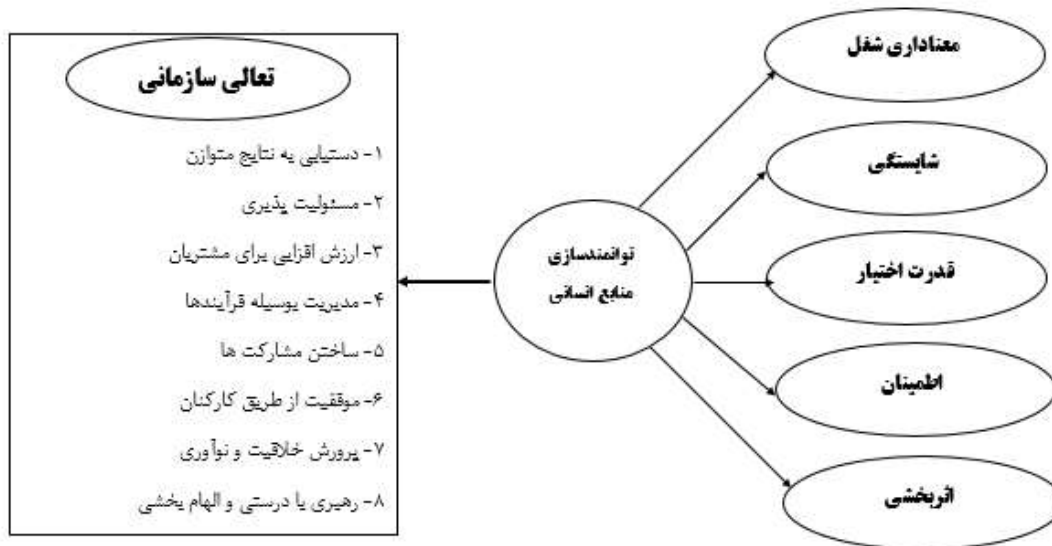 معناداری شغل
شایستگی
قدرت اختیار
اطمینان
اثربخشی
توانمندسازی
منابع انسانی
تعالی سازمانی
۱- دستیابی به نتایج متوازن
۲- مسئولیت پذیری
۳- ارزش افزایی برای مشتریان
۴- مدیریت بوسیله فرآیندها
۵- ساختن مشارکت ها
۶- موفقیت از طریق کارکنان
۷- پرورش خلاقیت و نوآوری
۸- رهبری با درستی و الهام بخشی